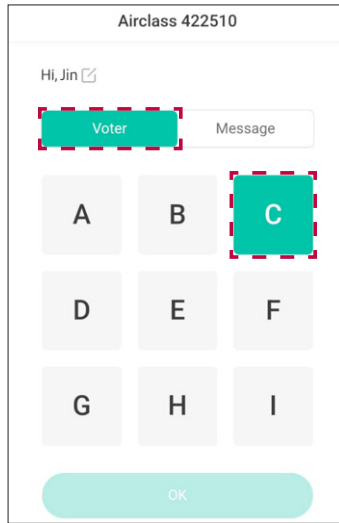 Airclass 422510
Hi, Jin
Voter Message
A B C
D E F
G H I
OK